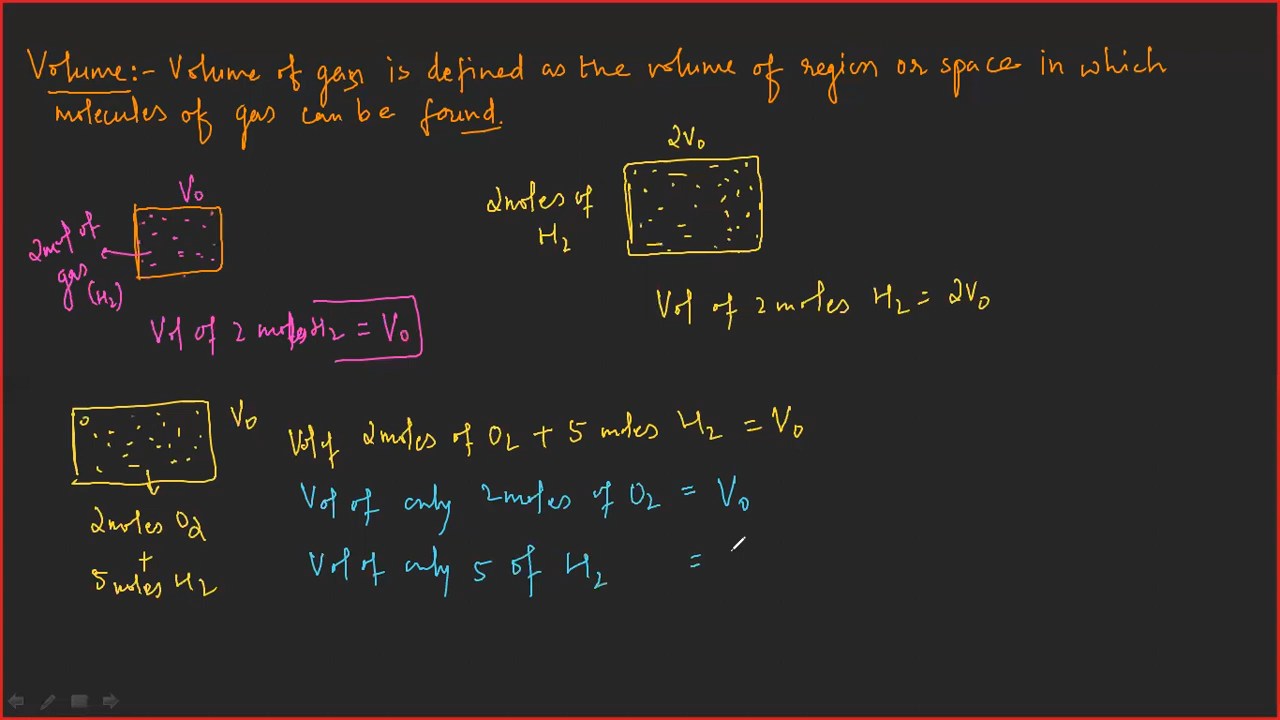 Volume:- Volume of gas is defined as the volume of region or space in which
molecules of gas can be found.
V₀
2mol of
gas
(H₂)
Vol of 2 moles H₂ = V₀
2V₀
2moles of
H₂
Vol of 2 moles H₂ = 2V₀
V₀
2moles O₂
+
5 moles H₂
Vol of 2moles of O₂ + 5 moles H₂ = V₀
Vol of only 2moles of O₂ = V₀
Vol of only 5 of H₂ =